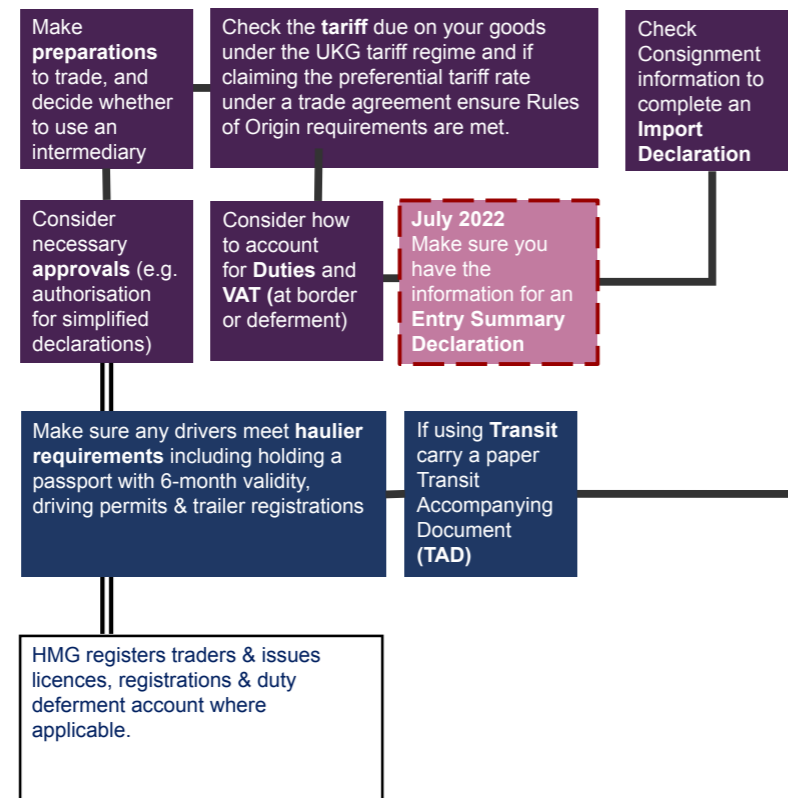 Make
preparations
to trade, and
decide whether
to use an
intermediary
Check the tariff due on your goods
under the UKG tariff regime and if
claiming the preferential tariff rate
under a trade agreement ensure Rules
of Origin requirements are met.
Check
Consignment
information to
complete an
Import
Declaration
Consider
necessary
approvals (e.g.
authorisation
for simplified
declarations)
Consider how
to account
for Duties and
VAT (at border
or deferment)
July 2022
Make sure you
have the
information for an
Entry Summary
Declaration
Make sure any drivers meet haulier
requirements including holding a
passport with 6-month validity,
driving permits & trailer registrations
If using Transit
carry a paper
Transit
Accompanying
Document
(TAD)
HMG registers traders & issues
licences, registrations & duty
deferment account where
applicable.